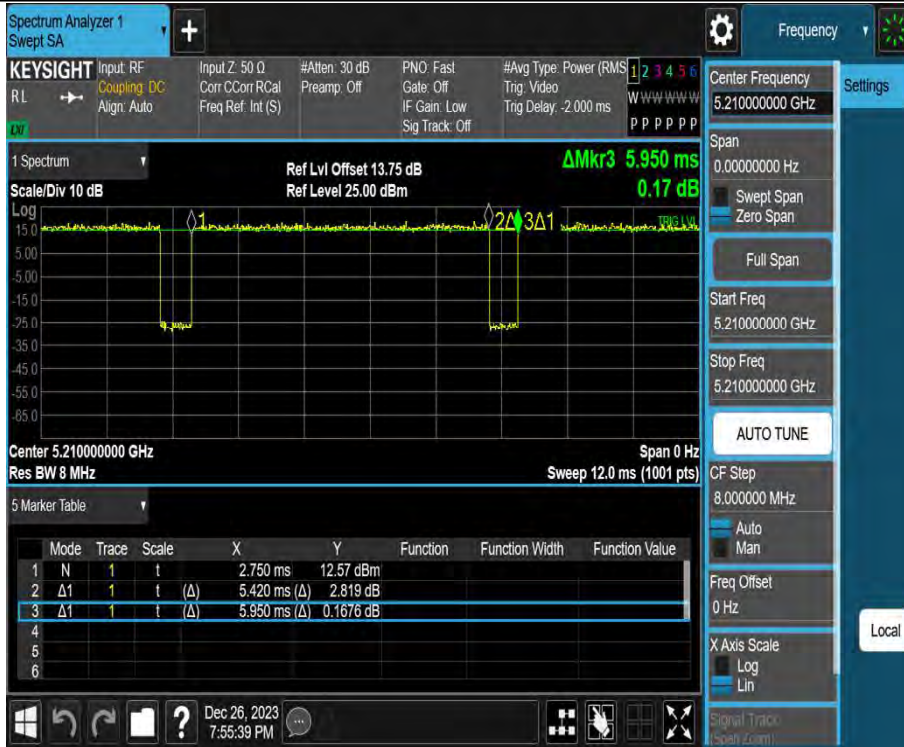 Spectrum Analyzer 1
Swept SA
+
Frequency
KEYSIGHT
RL
LXI
Input: RF
Coupling: DC
Align: Auto
Input Z: 50 Ω
Corr CCorr RCal
Freq Ref: Int (S)
#Atten: 30 dB
Preamp: Off
PNO: Fast
Gate: Off
IF Gain: Low
Sig Track: Off
#Avg Type: Power (RMS
Trig: Video
Trig Delay: -2.000 ms
1 2 3 4 5 6
W W W W W W
P P P P P P
1 Spectrum
Scale/Div 10 dB
Ref Lvl Offset 13.75 dB
Ref Level 25.00 dBm
ΔMkr3 5.950 ms
0.17 dB
Log
15.0
5.00
-5.00
-15.0
-25.0
-35.0
-45.0
-55.0
-65.0
1
2Δ
3Δ1
TRIG LVL
Center 5.210000000 GHz
Span 0 Hz
Res BW 8 MHz
Sweep 12.0 ms (1001 pts)
5 Marker Table
Mode Trace Scale X Y Function Function Width Function Value
1 N 1 t 2.750 ms 12.57 dBm
2 Δ1 1 t (Δ) 5.420 ms (Δ) 2.819 dB
3 Δ1 1 t (Δ) 5.950 ms (Δ) 0.1676 dB
4
5
6
?
Dec 26, 2023
7:55:39 PM
Center Frequency
5.210000000 GHz
Settings
Span
0.00000000 Hz
Swept Span
Zero Span
Full Span
Start Freq
5.210000000 GHz
Stop Freq
5.210000000 GHz
AUTO TUNE
CF Step
8.000000 MHz
Auto
Man
Freq Offset
0 Hz
X Axis Scale
Log
Lin
Signal Track
(Span Zoom)
Local